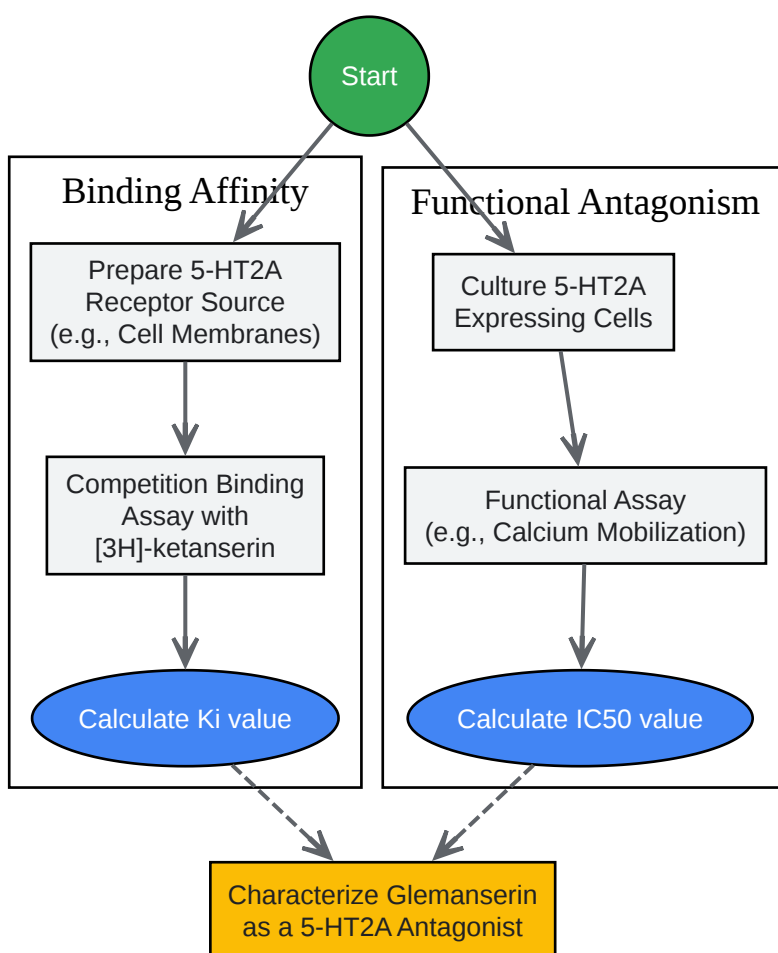 Start
Binding Affinity
Prepare 5-HT2A
Receptor Source
(e.g., Cell Membranes)
Competition Binding
Assay with
[3H]-ketanserin
Calculate Ki value
Functional Antagonism
Culture 5-HT2A
Expressing Cells
Functional Assay
(e.g., Calcium Mobilization)
Calculate IC50 value
Characterize Glemanserin
as a 5-HT2A Antagonist